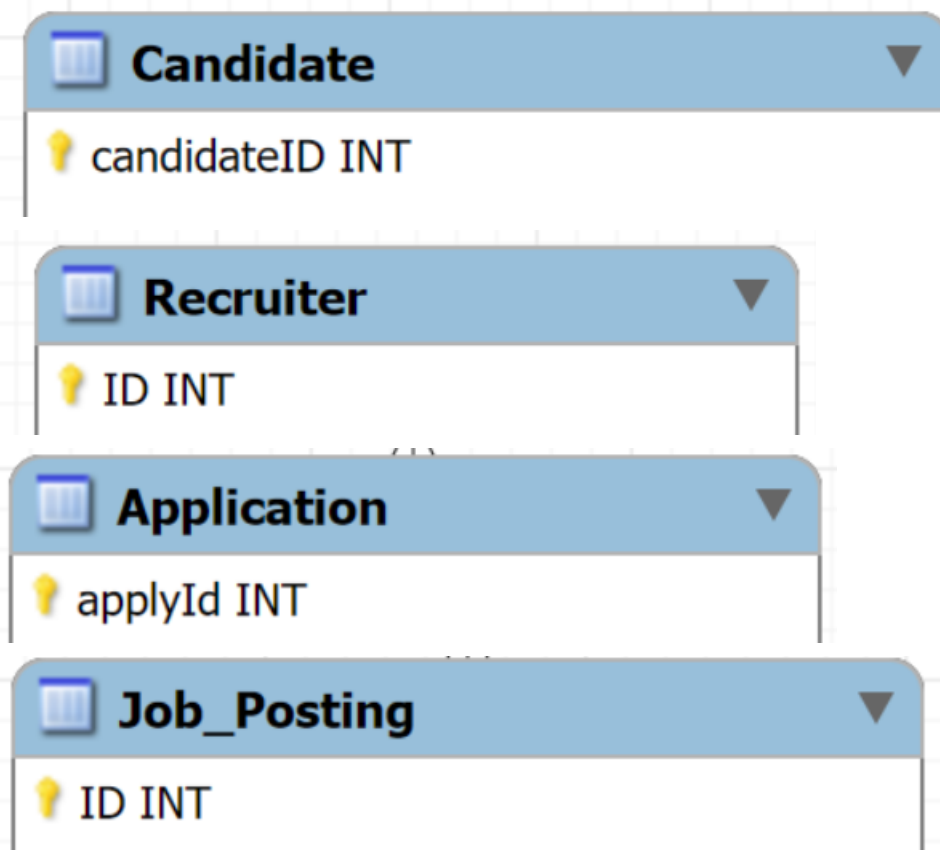 Candidate
candidateID INT
Recruiter
ID INT
Application
applyId INT
Job_Posting
ID INT